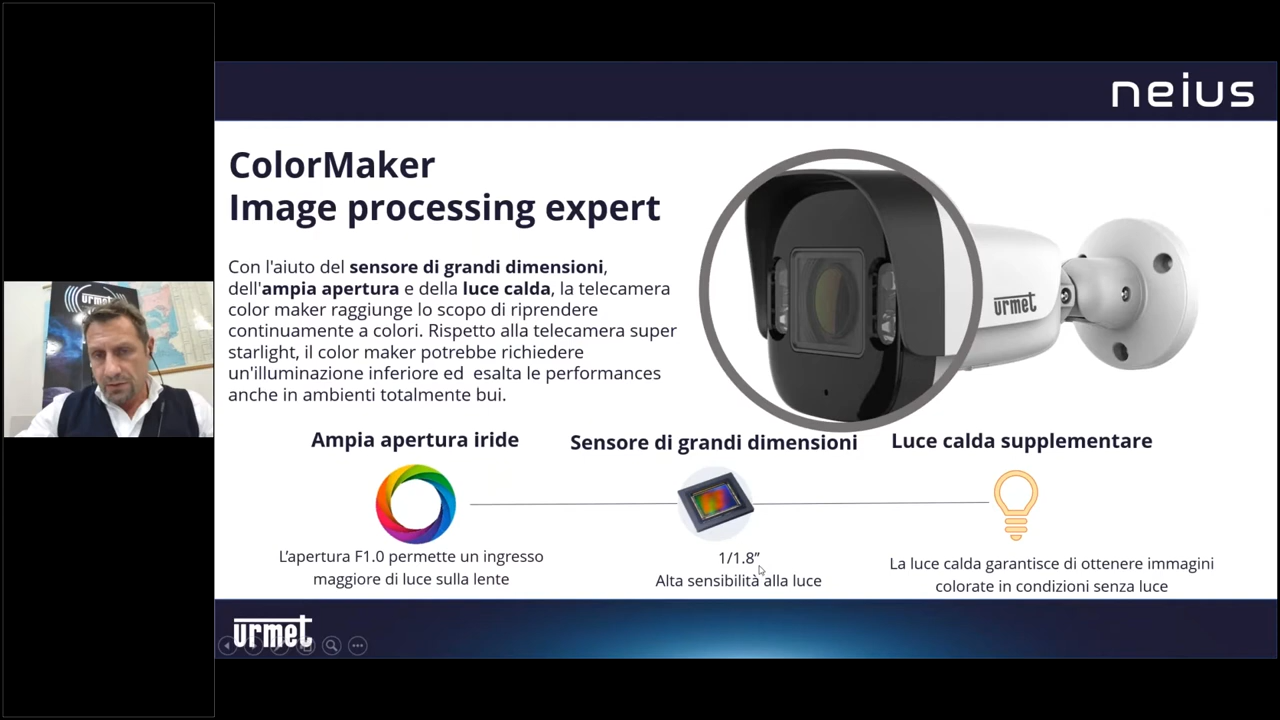 neius
ColorMaker
Image processing expert
Con l'aiuto del sensore di grandi dimensioni,
dell'ampia apertura e della luce calda, la telecamera
color maker raggiunge lo scopo di riprendere
continuamente a colori. Rispetto alla telecamera super
starlight, il color maker potrebbe richiedere
un'illuminazione inferiore ed  esalta le performances
anche in ambienti totalmente bui.
urmet
urmet
Ampia apertura iride
Sensore di grandi dimensioni
Luce calda supplementare
L’apertura F1.0 permette un ingresso
maggiore di luce sulla lente
1/1.8”
Alta sensibilità alla luce
La luce calda garantisce di ottenere immagini
colorate in condizioni senza luce
urmet